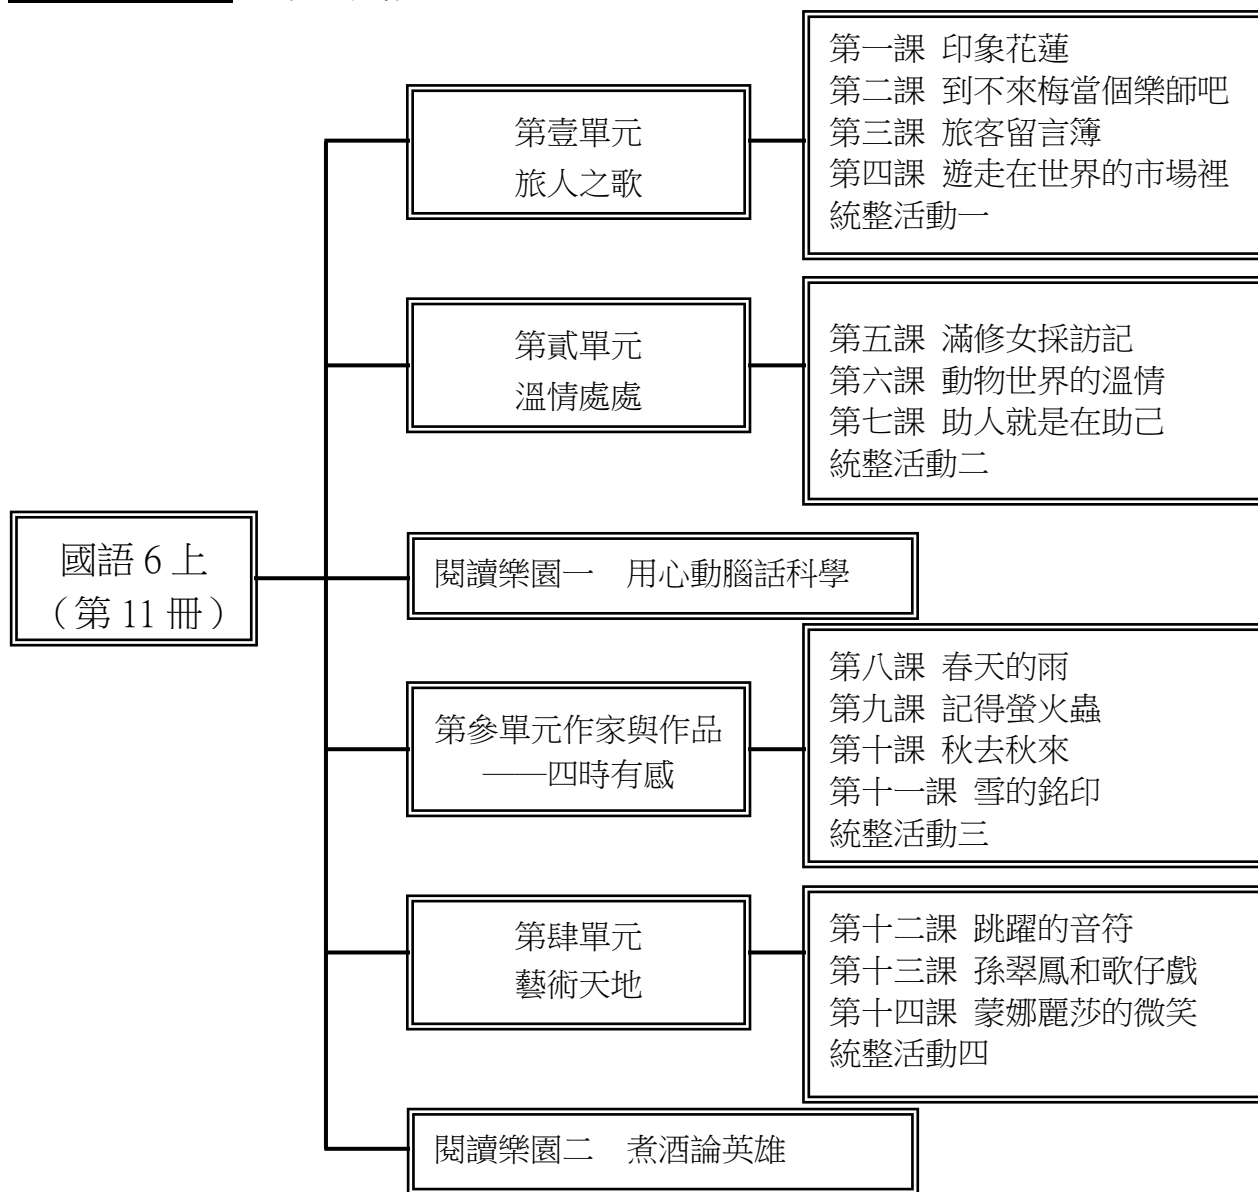 國語 6 上
（第 11 冊）
第壹單元
旅人之歌
第一課 印象花蓮
第二課 到不來梅當個樂師吧
第三課 旅客留言簿
第四課 遊走在世界的市場裡
統整活動一
第貳單元
溫情處處
第五課 滿修女採訪記
第六課 動物世界的溫情
第七課 助人就是在助己
統整活動二
閱讀樂園一　用心動腦話科學
第參單元作家與作品
——四時有感
第八課 春天的雨
第九課 記得螢火蟲
第十課 秋去秋來
第十一課 雪的銘印
統整活動三
第肆單元
藝術天地
第十二課 跳躍的音符
第十三課 孫翠鳳和歌仔戲
第十四課 蒙娜麗莎的微笑
統整活動四
閱讀樂園二　煮酒論英雄